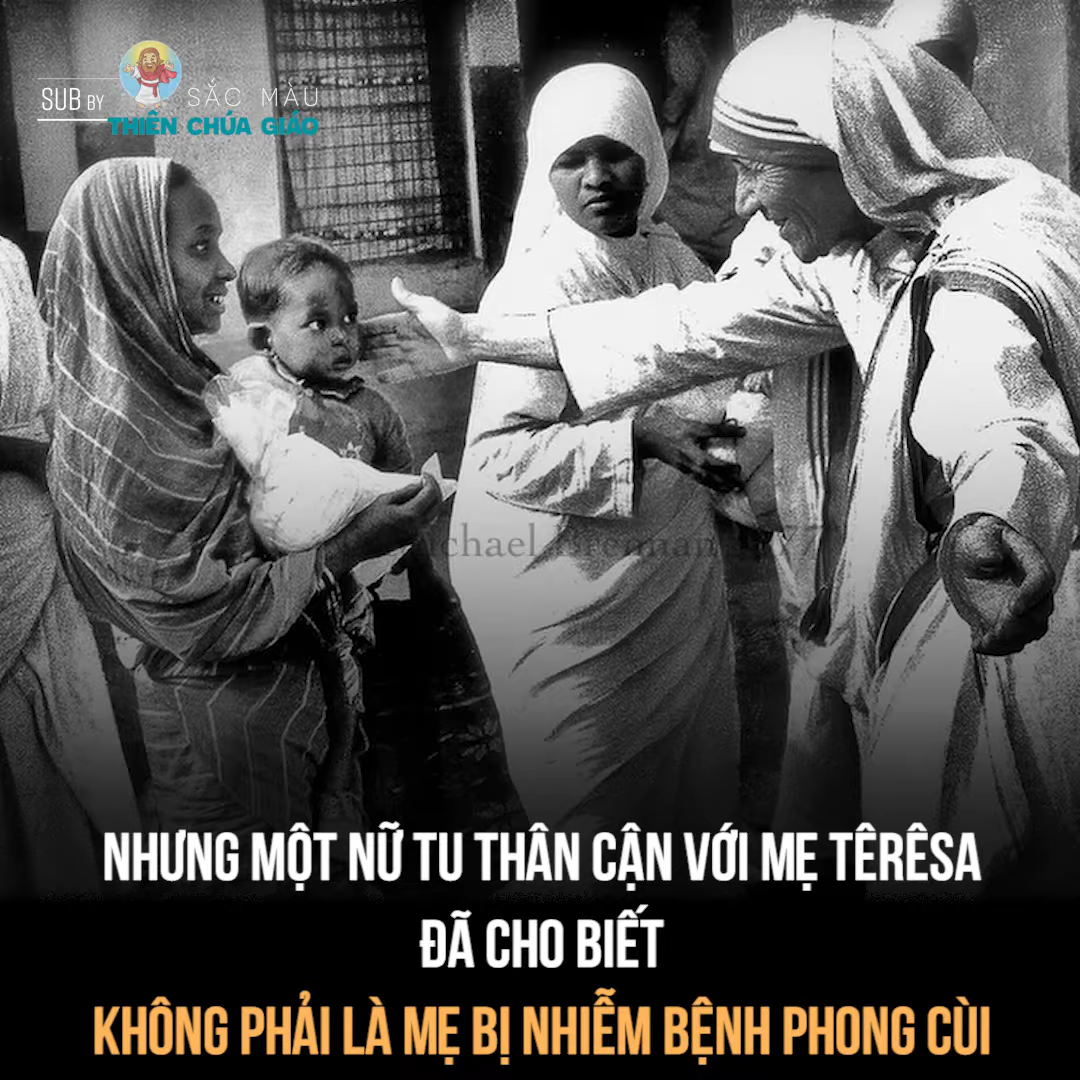 SUB BY SẮC MÀU
THIÊN CHÚA GIÁO
NHƯNG MỘT NỮ TU THÂN CẬN VỚI MẸ TÊRÊSA
ĐÃ CHO BIẾT
KHÔNG PHẢI LÀ MẸ BỊ NHIỄM BỆNH PHONG CÙI